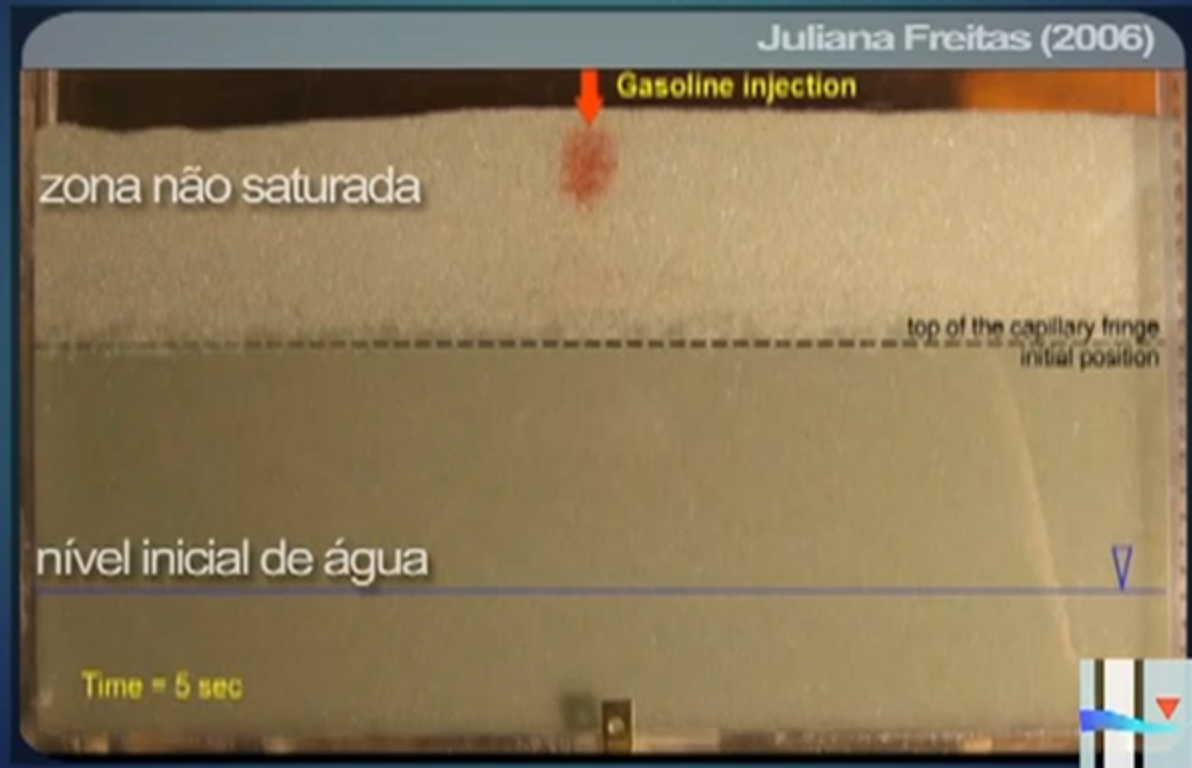 Juliana Freitas (2006)
Gasoline injection
zona não saturada
top of the capillary fringe
initial position
nível inicial de água
Time = 5 sec